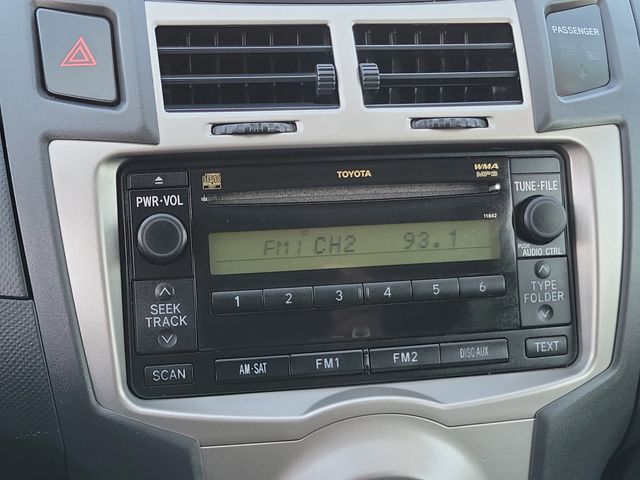 PASSENGER
TOYOTA
WMA
MP3
PWR·VOL
TUNE·FILE
11842
ST
FM1 CH2 93.1
PUSH
AUDIO CTRL
1 2 3 4 5 6
SEEK
TRACK
TYPE
FOLDER
SCAN
AM·SAT
FM1
FM2
DISC·AUX
TEXT